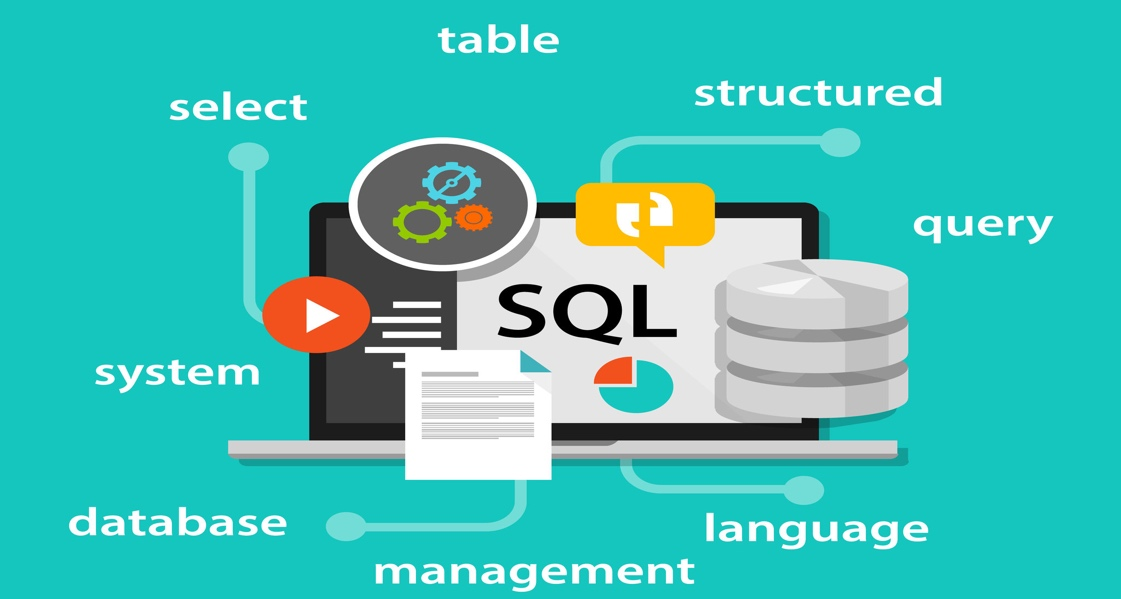 table
select
structured
query
SQL
system
database
language
management